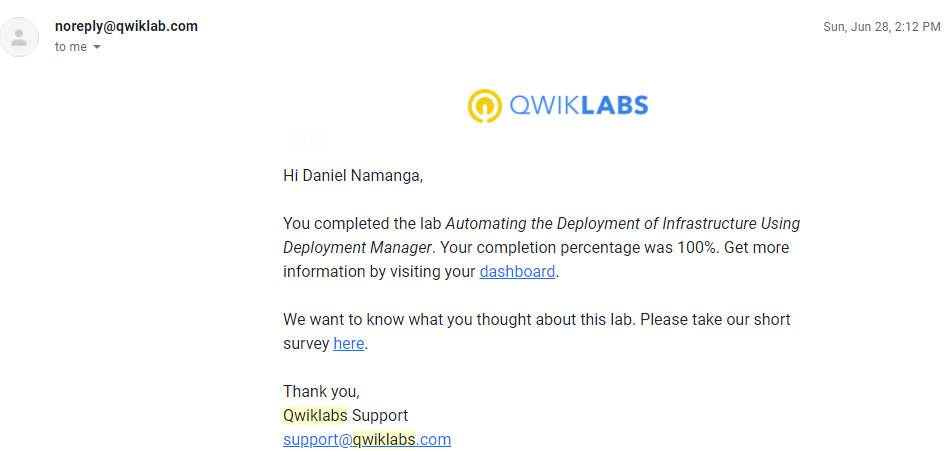 noreply@qwiklab.com
Sun, Jun 28, 2:12 PM
to me
QWIKLABS
Hi Daniel Namanga,
You completed the lab Automating the Deployment of Infrastructure Using
Deployment Manager. Your completion percentage was 100%. Get more
information by visiting your dashboard.
We want to know what you thought about this lab. Please take our short
survey here.
Thank you,
Qwiklabs Support
support@qwiklabs.com